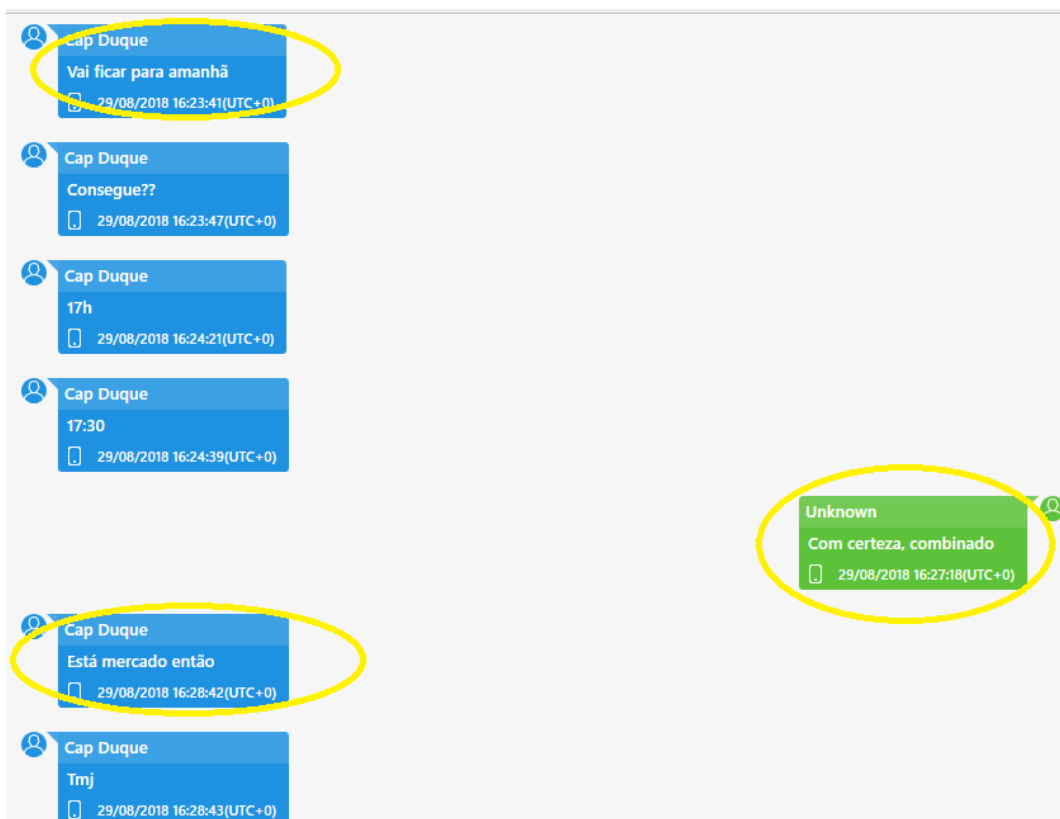 Cap Duque
Vai ficar para amanhã
29/08/2018 16:23:41(UTC+0)
Cap Duque
Consegue??
29/08/2018 16:23:47(UTC+0)
Cap Duque
17h
29/08/2018 16:24:21(UTC+0)
Cap Duque
17:30
29/08/2018 16:24:39(UTC+0)
Unknown
Com certeza, combinado
29/08/2018 16:27:18(UTC+0)
Cap Duque
Está mercado então
29/08/2018 16:28:42(UTC+0)
Cap Duque
Tmj
29/08/2018 16:28:43(UTC+0)